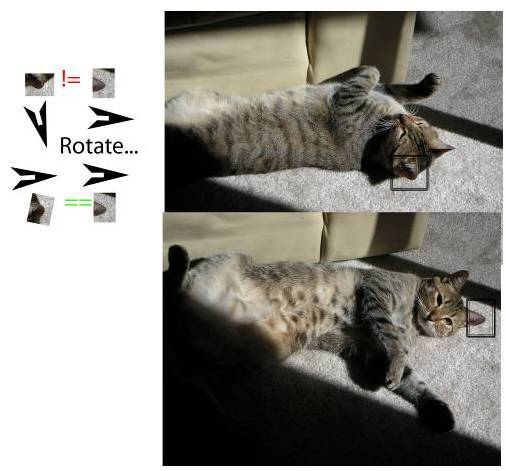 !=
Rotate...
==